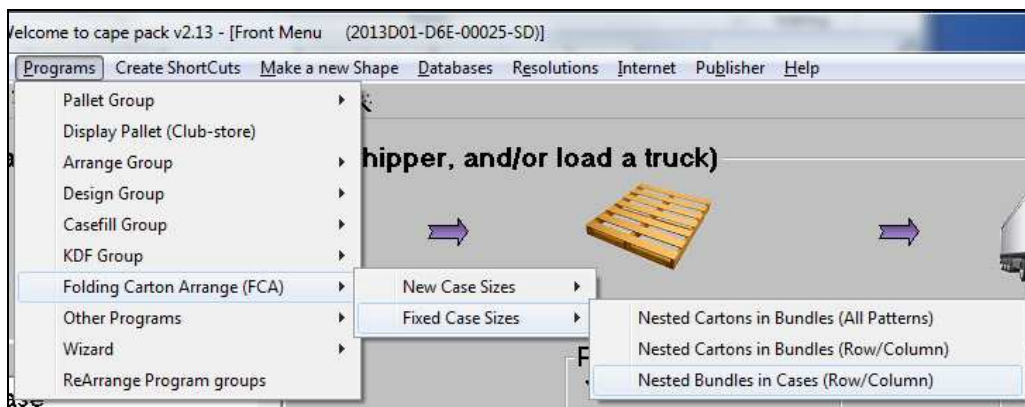 Welcome to cape pack v2.13 - [Front Menu (2013D01-D6E-00025-SD)]
Programs Create ShortCuts Make a new Shape Databases Resolutions Internet Publisher Help
Pallet Group
Display Pallet (Club-store)
hipper, and/or load a truck)
Arrange Group
Design Group
Casefill Group
KDF Group
Folding Carton Arrange (FCA) New Case Sizes
Other Programs Fixed Case Sizes Nested Cartons in Bundles (All Patterns)
Wizard Nested Cartons in Bundles (Row/Column)
ReArrange Program groups Nested Bundles in Cases (Row/Column)